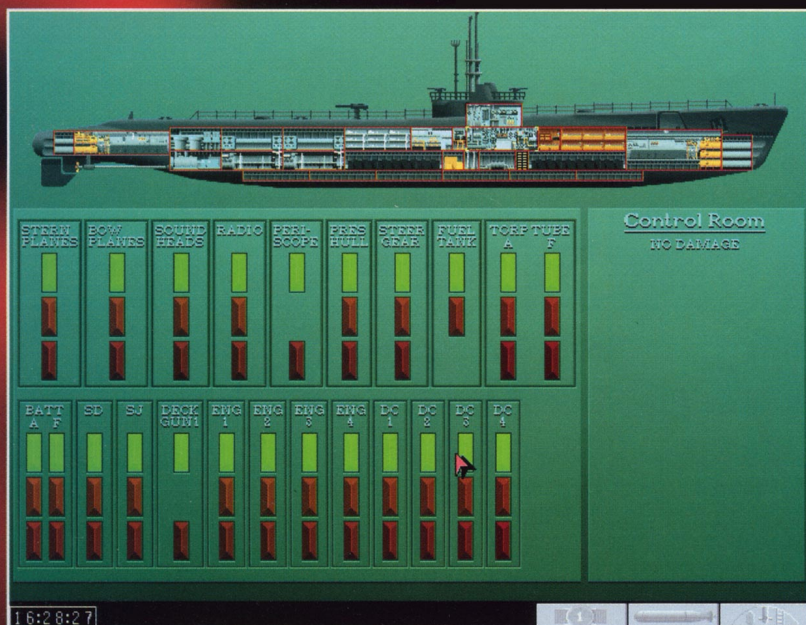 STERN PLANES
BOW PLANES
SOUND HEADS
RADIO
PERI- SCOPE
PRES HULL
STEER GEAR
FUEL TANK
TORP TUBE
A F
Control Room
NO DAMAGE
BATT A F
SD
SJ
DECK GUN1
ENG 1
ENG 2
ENG 3
ENG 4
DC 1
DC 2
DC 3
DC 4
16:28:27
1